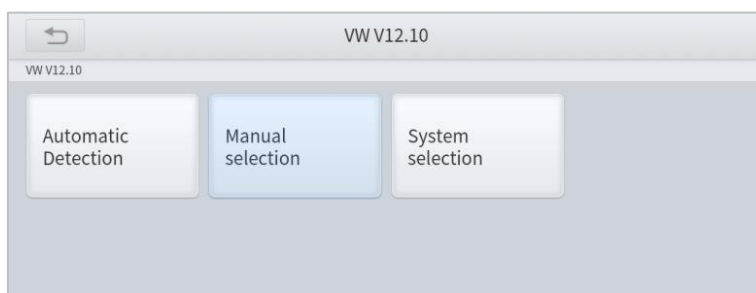 VW V12.10
VW V12.10
Automatic
Detection
Manual
selection
System
selection